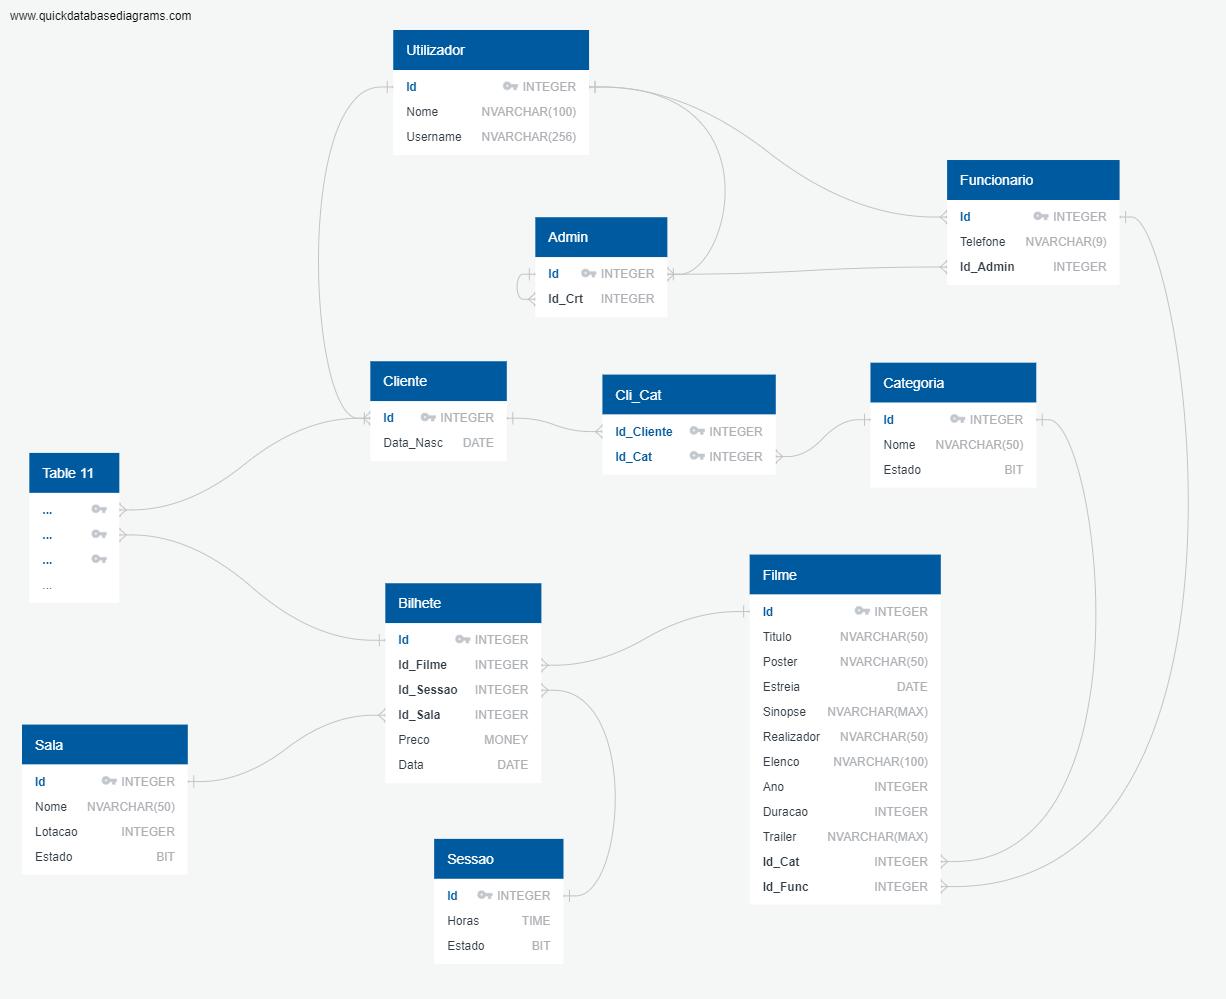 www.quickdatabasediagrams.com
Utilizador
Id INTEGER
Nome NVARCHAR(100)
Username NVARCHAR(256)
Funcionario
Id INTEGER
Telefone NVARCHAR(9)
Id_Admin INTEGER
Admin
Id INTEGER
Id_Crt INTEGER
Cliente
Id INTEGER
Data_Nasc DATE
Cli_Cat
Id_Cliente INTEGER
Id_Cat INTEGER
Categoria
Id INTEGER
Nome NVARCHAR(50)
Estado BIT
Table 11
...
...
...
...
Bilhete
Id INTEGER
Id_Filme INTEGER
Id_Sessao INTEGER
Id_Sala INTEGER
Preco MONEY
Data DATE
Filme
Id INTEGER
Titulo NVARCHAR(50)
Poster NVARCHAR(50)
Estreia DATE
Sinopse NVARCHAR(MAX)
Realizador NVARCHAR(50)
Elenco NVARCHAR(100)
Ano INTEGER
Duracao INTEGER
Trailer NVARCHAR(MAX)
Id_Cat INTEGER
Id_Func INTEGER
Sala
Id INTEGER
Nome NVARCHAR(50)
Lotacao INTEGER
Estado BIT
Sessao
Id INTEGER
Horas TIME
Estado BIT